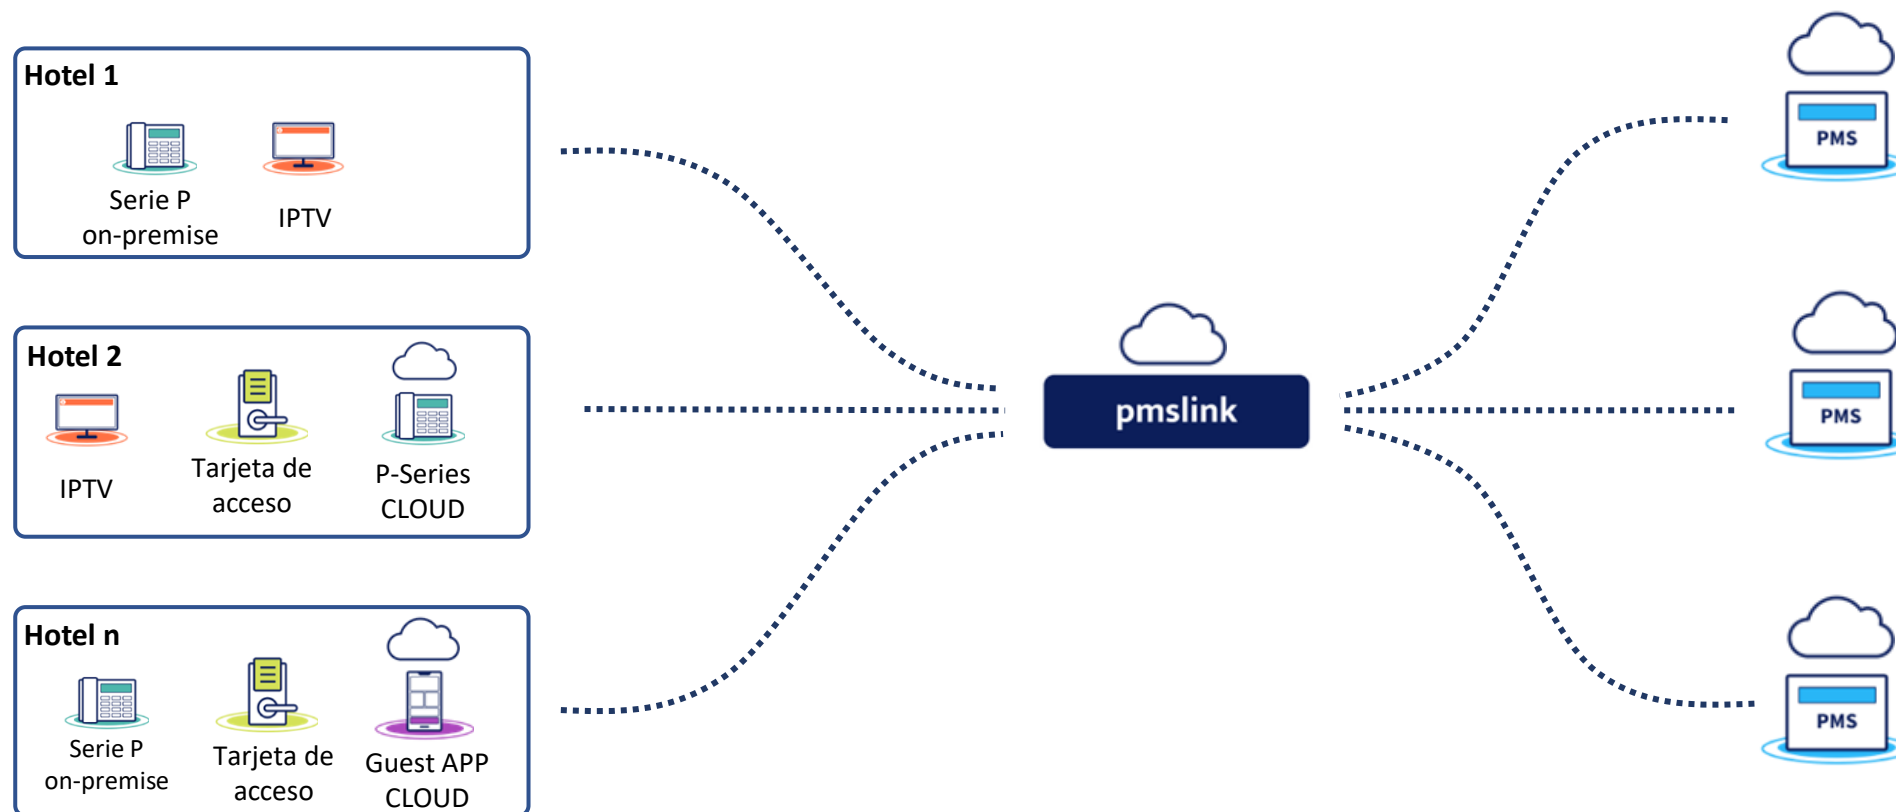 Hotel 1
Serie P
on-premise
IPTV
Hotel 2
IPTV
Tarjeta de
acceso
P-Series
CLOUD
Hotel n
Serie P
on-premise
Tarjeta de
acceso
Guest APP
CLOUD
pmslink
PMS
PMS
PMS